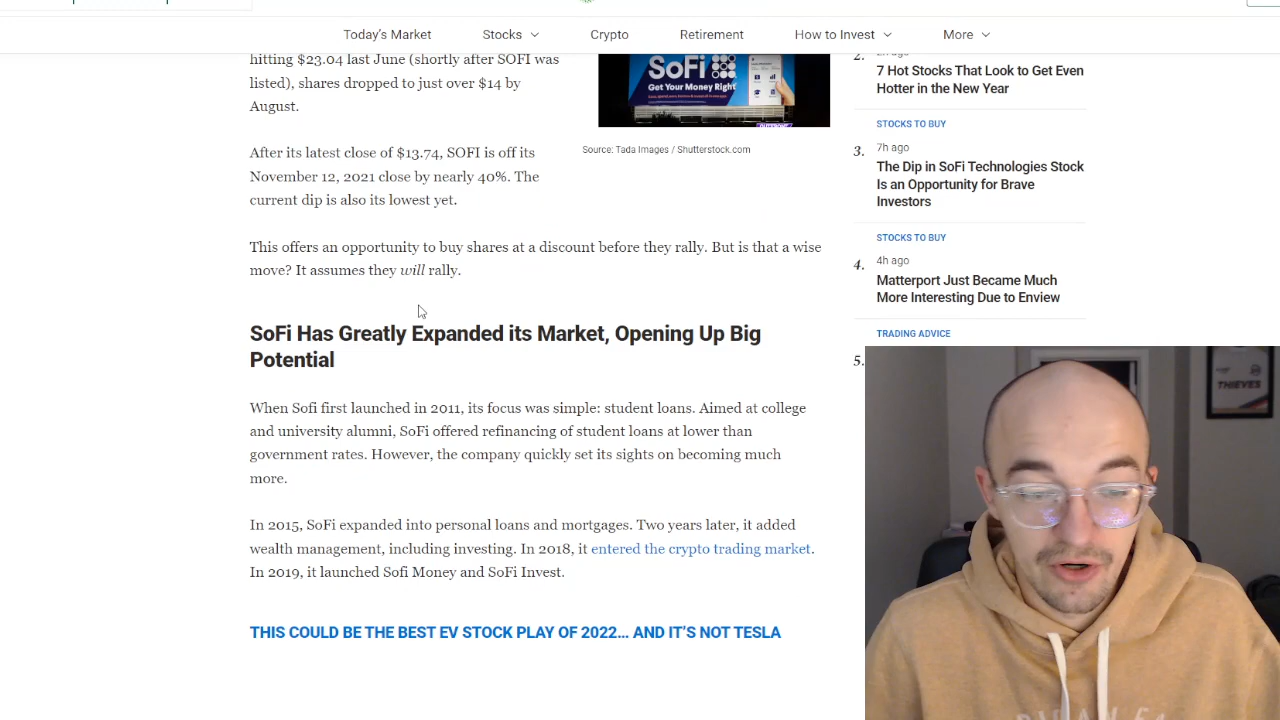 Today's Market
Stocks
Crypto
Retirement
How to Invest
More
hitting $23.04 last June (shortly after SOFI was
listed), shares dropped to just over $14 by
August.
SoFi
Get Your Money Right
Source: Tada Images / Shutterstock.com
After its latest close of $13.74, SOFI is off its
November 12, 2021 close by nearly 40%. The
current dip is also its lowest yet.
This offers an opportunity to buy shares at a discount before they rally. But is that a wise
move? It assumes they will rally.
SoFi Has Greatly Expanded its Market, Opening Up Big
Potential
When Sofi first launched in 2011, its focus was simple: student loans. Aimed at college
and university alumni, SoFi offered refinancing of student loans at lower than
government rates. However, the company quickly set its sights on becoming much
more.
In 2015, SoFi expanded into personal loans and mortgages. Two years later, it added
wealth management, including investing. In 2018, it entered the crypto trading market.
In 2019, it launched Sofi Money and SoFi Invest.
THIS COULD BE THE BEST EV STOCK PLAY OF 2022... AND IT'S NOT TESLA
2.
7 Hot Stocks That Look to Get Even
Hotter in the New Year
STOCKS TO BUY
3.
7h ago
The Dip in SoFi Technologies Stock
Is an Opportunity for Brave
Investors
STOCKS TO BUY
4.
4h ago
Matterport Just Became Much
More Interesting Due to Enview
TRADING ADVICE
5.
THIEVES